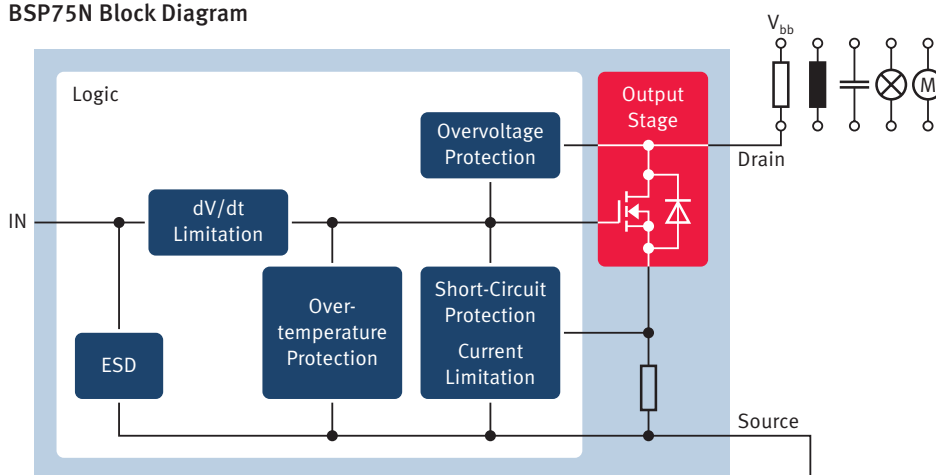 BSP75N Block Diagram
V_bb
Logic
Output
Stage
M
Overvoltage
Protection
Drain
IN
dV/dt
Limitation
Over-
temperature
Protection
Short-Circuit
Protection
Current
Limitation
ESD
Source